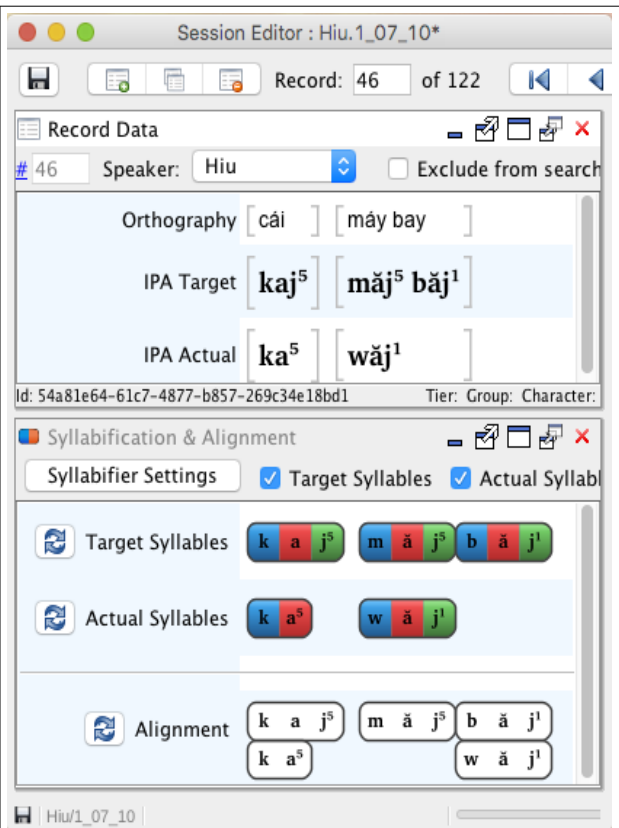 Session Editor : Hiu.1_07_10*
Record: 46 of 122
Record Data
# 46 Speaker: Hiu Exclude from search
Orthography [cái] [máy bay]
IPA Target [kaj⁵] [măj⁵ băj¹]
IPA Actual [ka⁵] [wăj¹]
Id: 54a81e64-61c7-4877-b857-269c34e18bd1 Tier: Group: Character:
Syllabification & Alignment
Syllabifier Settings Target Syllables Actual Syllabl
Target Syllables k a j⁵ m ă j⁵ b ă j¹
Actual Syllables k a⁵ w ă j¹
Alignment k a j⁵ m ă j⁵ b ă j¹
k a⁵ w ă j¹
Hiu/1_07_10